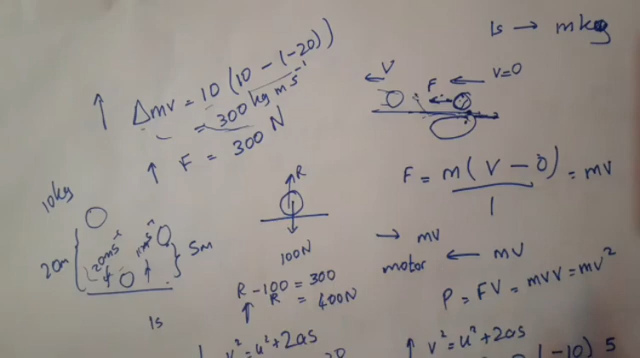 1s → m kg
↑ Δmv = 10 (10 - (-20))
= 300 kg m s⁻¹
↑ F = 300 N
← V
F ← V=0
F = m(V - 0) = mV
1
10kg
20m
20ms⁻¹
5m
1s
R
100N
R - 100 = 300
↑ R = 400N
→ mV
motor ← mV
P = FV = mVV = mV²
↑ V² = u² + 2as
↑ V² = u² + 2as
(-10) 5